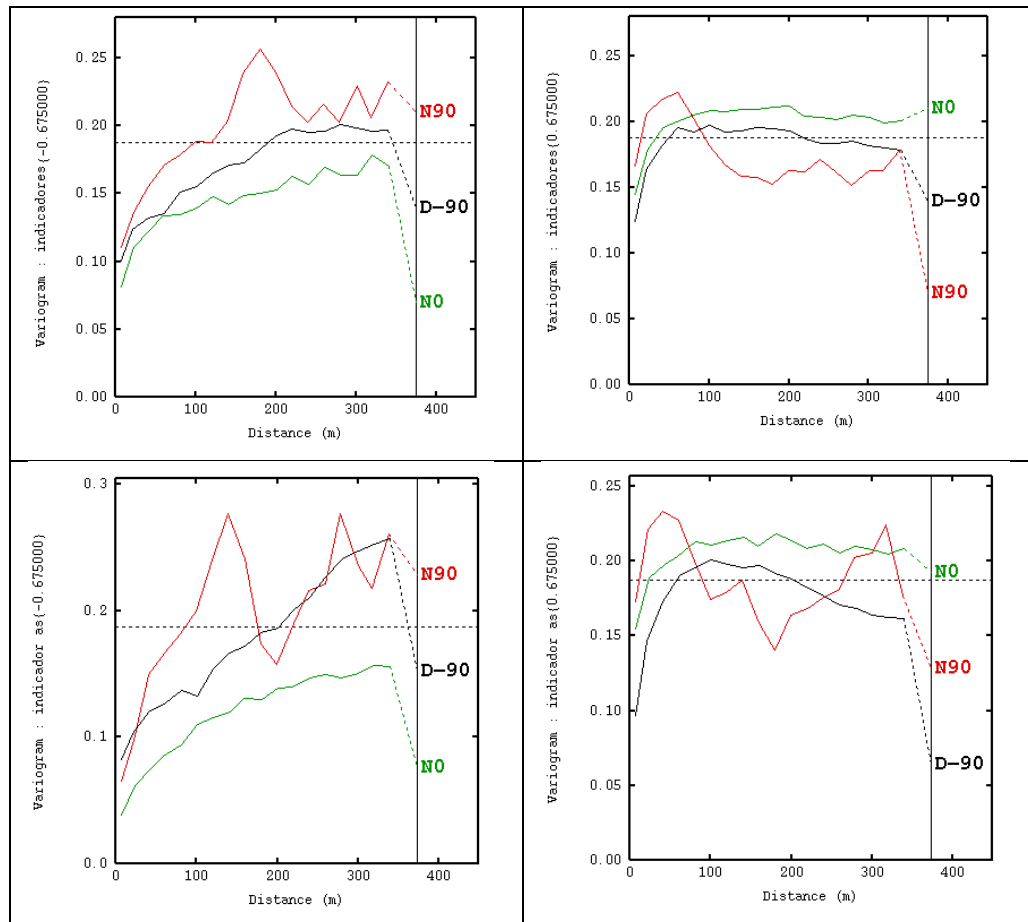 Variogram : indicadores{-0.675000}
0.25
0.20
0.15
0.10
0.05
0.00
N90
D-90
N0
0 100 200 300 400
Distance (m)
Variogram : indicadores{0.675000}
0.25
0.20
0.15
0.10
0.05
0.00
N0
D-90
N90
0 100 200 300 400
Distance (m)
Variogram : indicador as{-0.675000}
0.3
0.2
0.1
0.0
N90
D-90
N0
0 100 200 300 400
Distance (m)
Variogram : indicador as{0.675000}
0.25
0.20
0.15
0.10
0.05
0.00
N0
N90
D-90
0 100 200 300 400
Distance (m)